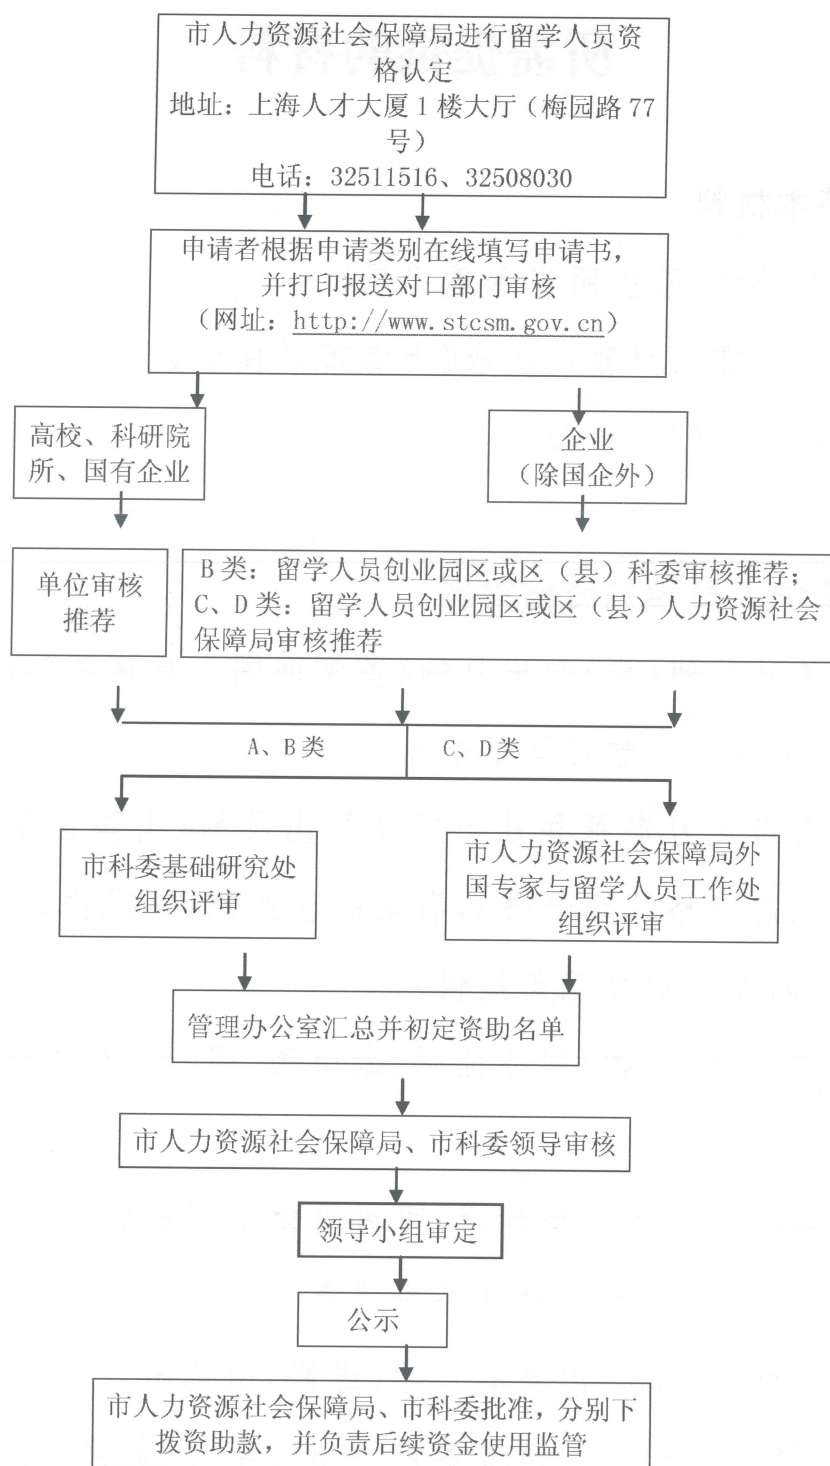 市人力资源社会保障局进行留学人员资
格认定
地址：上海人才大厦 1 楼大厅（梅园路 77
号）
电话：32511516、32508030
申请者根据申请类别在线填写申请书，
并打印报送对口部门审核
（网址：http://www.stcsm.gov.cn）
高校、科研院
所、国有企业
企业
（除国企外）
单位审核
推荐
B 类：留学人员创业园区或区（县）科委审核推荐；
C、D 类：留学人员创业园区或区（县）人力资源社会
保障局审核推荐
A、B 类
C、D 类
市科委基础研究处
组织评审
市人力资源社会保障局外
国专家与留学人员工作处
组织评审
管理办公室汇总并初定资助名单
市人力资源社会保障局、市科委领导审核
领导小组审定
公示
市人力资源社会保障局、市科委批准，分别下
拨资助款，并负责后续资金使用监管